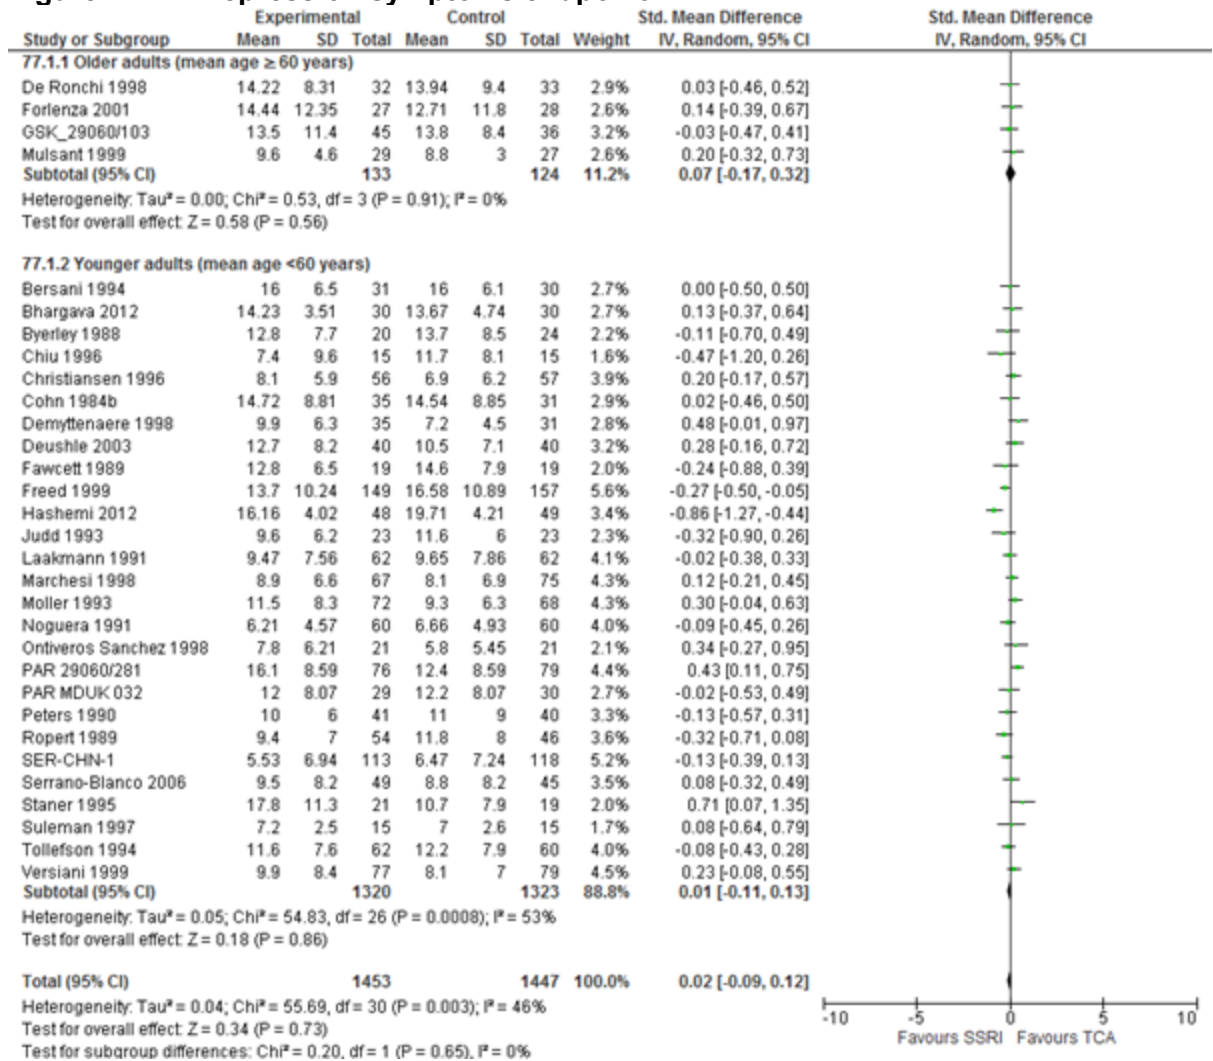 Experimental Control Std. Mean Difference Std. Mean Difference
Study or Subgroup Mean SD Total Mean SD Total Weight IV, Random, 95% CI IV, Random, 95% CI
77.1.1 Older adults (mean age ≥ 60 years)
De Ronchi 1998 14.22 8.31 32 13.94 9.4 33 2.9% 0.03 [-0.46, 0.52]
Forlenza 2001 14.44 12.35 27 12.71 11.8 28 2.6% 0.14 [-0.39, 0.67]
GSK_29060/103 13.5 11.4 45 13.8 8.4 36 3.2% -0.03 [-0.47, 0.41]
Mulsant 1999 9.6 4.6 29 8.8 3 27 2.6% 0.20 [-0.32, 0.73]
Subtotal (95% CI) 133 124 11.2% 0.07 [-0.17, 0.32]
Heterogeneity: Tau² = 0.00; Chi² = 0.53, df = 3 (P = 0.91); I² = 0%
Test for overall effect: Z = 0.58 (P = 0.56)
77.1.2 Younger adults (mean age <60 years)
Bersani 1994 16 6.5 31 16 6.1 30 2.7% 0.00 [-0.50, 0.50]
Bhargava 2012 14.23 3.51 30 13.67 4.74 30 2.7% 0.13 [-0.37, 0.64]
Byerley 1988 12.8 7.7 20 13.7 8.5 24 2.2% -0.11 [-0.70, 0.49]
Chiu 1996 7.4 9.6 15 11.7 8.1 15 1.6% -0.47 [-1.20, 0.26]
Christiansen 1996 8.1 5.9 56 6.9 6.2 57 3.9% 0.20 [-0.17, 0.57]
Cohn 1984b 14.72 8.81 35 14.54 8.85 31 2.9% 0.02 [-0.46, 0.50]
Demyttenaere 1998 9.9 6.3 35 7.2 4.5 31 2.8% 0.48 [-0.01, 0.97]
Deushle 2003 12.7 8.2 40 10.5 7.1 40 3.2% 0.28 [-0.16, 0.72]
Fawcett 1989 12.8 6.5 19 14.6 7.9 19 2.0% -0.24 [-0.88, 0.39]
Freed 1999 13.7 10.24 149 16.58 10.89 157 5.6% -0.27 [-0.50, -0.05]
Hashemi 2012 16.16 4.02 48 19.71 4.21 49 3.4% -0.86 [-1.27, -0.44]
Judd 1993 9.6 6.2 23 11.6 6 23 2.3% -0.32 [-0.90, 0.26]
Laakmann 1991 9.47 7.56 62 9.65 7.86 62 4.1% -0.02 [-0.38, 0.33]
Marchesi 1998 8.9 6.6 67 8.1 6.9 75 4.3% 0.12 [-0.21, 0.45]
Moller 1993 11.5 8.3 72 9.3 6.3 68 4.3% 0.30 [-0.04, 0.63]
Noguera 1991 6.21 4.57 60 6.66 4.93 60 4.0% -0.09 [-0.45, 0.26]
Ontiveros Sanchez 1998 7.8 6.21 21 5.8 5.45 21 2.1% 0.34 [-0.27, 0.95]
PAR 29060/281 16.1 8.59 76 12.4 8.59 79 4.4% 0.43 [0.11, 0.75]
PAR MDUK 032 12 8.07 29 12.2 8.07 30 2.7% -0.02 [-0.53, 0.49]
Peters 1990 10 6 41 11 9 40 3.3% -0.13 [-0.57, 0.31]
Ropert 1989 9.4 7 54 11.8 8 46 3.6% -0.32 [-0.71, 0.08]
SER-CHN-1 5.53 6.94 113 6.47 7.24 118 5.2% -0.13 [-0.39, 0.13]
Serrano-Blanco 2006 9.5 8.2 49 8.8 8.2 45 3.8% 0.08 [-0.32, 0.49]
Staner 1995 17.8 11.3 21 10.7 7.9 19 2.0% 0.71 [0.07, 1.35]
Suleman 1997 7.2 2.5 15 7 2.6 15 1.7% 0.08 [-0.64, 0.79]
Tollefson 1994 11.6 7.6 62 12.2 7.9 60 4.0% -0.08 [-0.43, 0.28]
Versiani 1999 9.9 8.4 77 8.1 7 79 4.5% 0.23 [-0.08, 0.55]
Subtotal (95% CI) 1320 1323 88.8% 0.01 [-0.11, 0.13]
Heterogeneity: Tau² = 0.05; Chi² = 54.83, df = 26 (P = 0.0008); I² = 53%
Test for overall effect: Z = 0.18 (P = 0.86)
Total (95% CI) 1453 1447 100.0% 0.02 [-0.09, 0.12]
Heterogeneity: Tau² = 0.04; Chi² = 55.69, df = 30 (P = 0.003); I² = 46%
Test for overall effect: Z = 0.34 (P = 0.73)
Test for subgroup differences: Chi² = 0.20, df = 1 (P = 0.65), I² = 0%
-10 -5 0 5 10
Favours SSRI Favours TCA